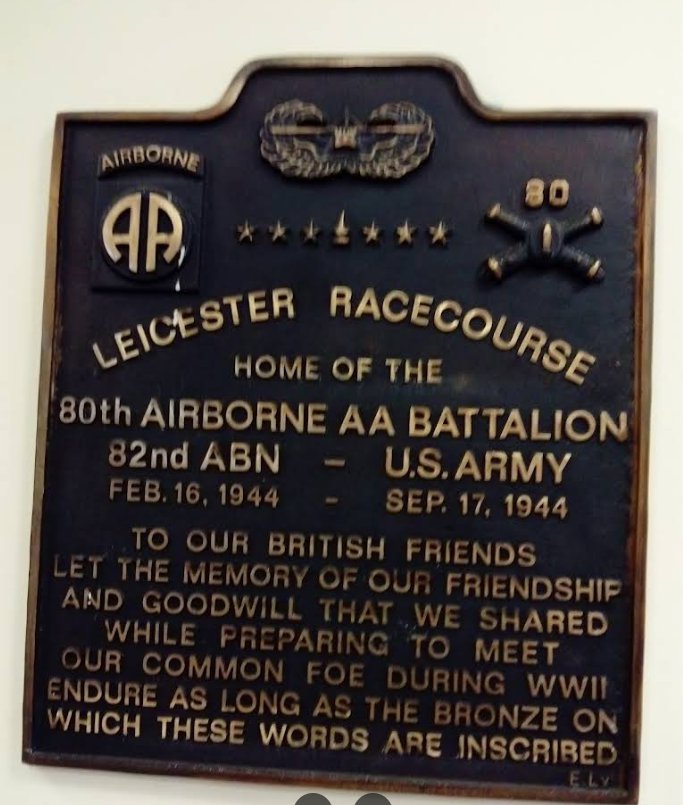 AIRBORNE
AA
80
LEICESTER RACECOURSE
HOME OF THE
80th AIRBORNE AA BATTALION
82nd ABN – U.S. ARMY
FEB. 16, 1944 – SEP. 17, 1944
TO OUR BRITISH FRIENDS
LET THE MEMORY OF OUR FRIENDSHIP
AND GOODWILL THAT WE SHARED
WHILE PREPARING TO MEET
OUR COMMON FOE DURING WWII
ENDURE AS LONG AS THE BRONZE ON
WHICH THESE WORDS ARE INSCRIBED